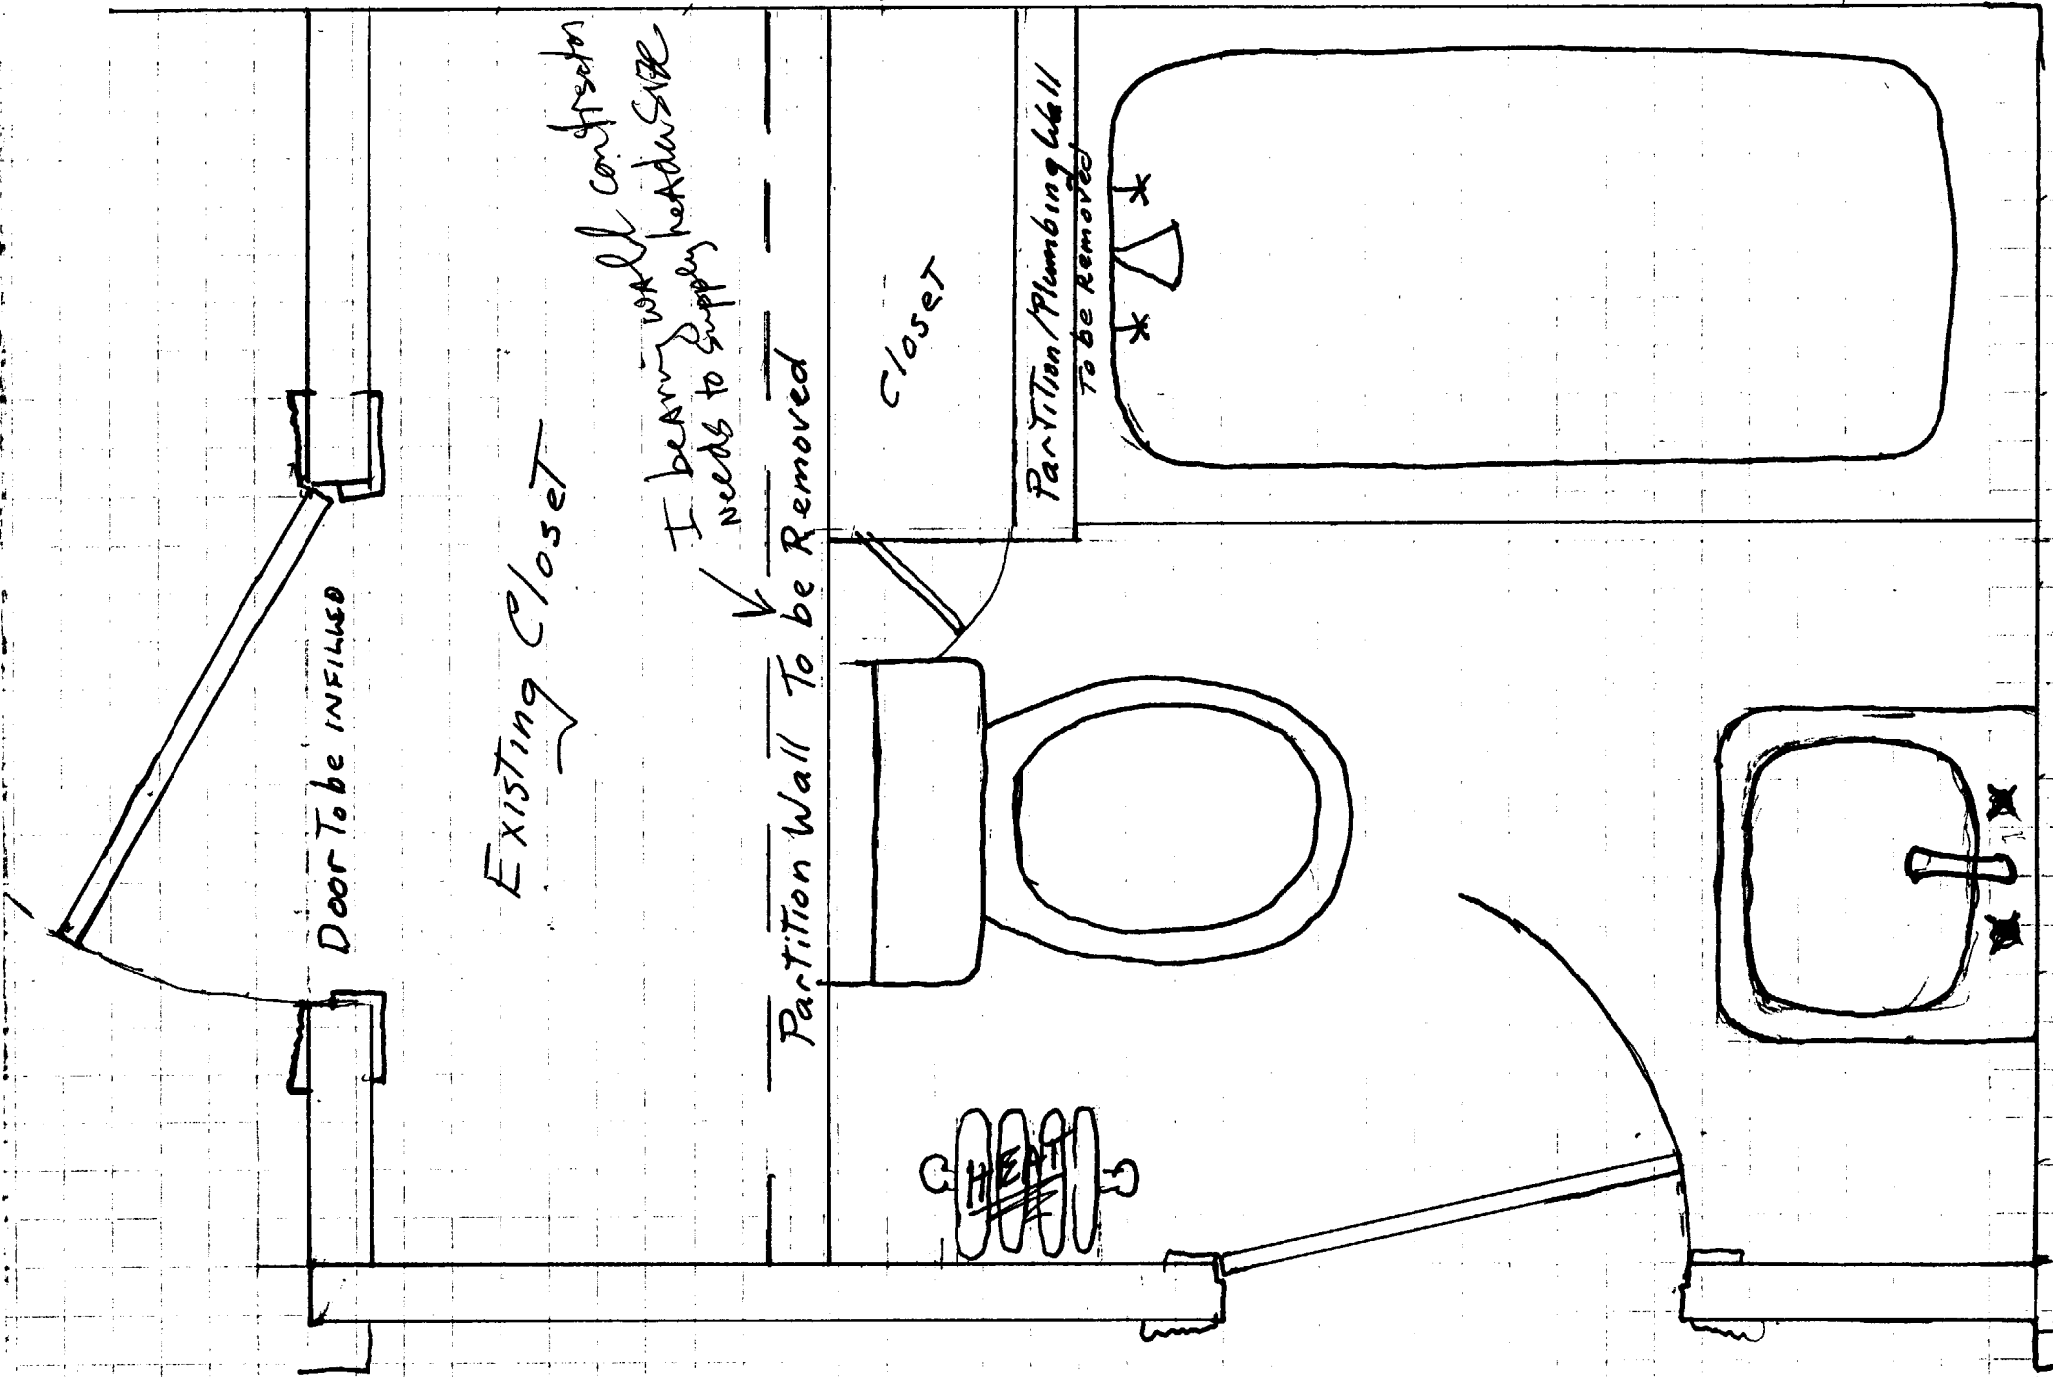 Door To be INFILLED
Existing Closet
I bearing wall contractor
needs to supply header size
Partition Wall To be Removed
Closet
Partition/Plumbing Wall
To be Removed
HEAT